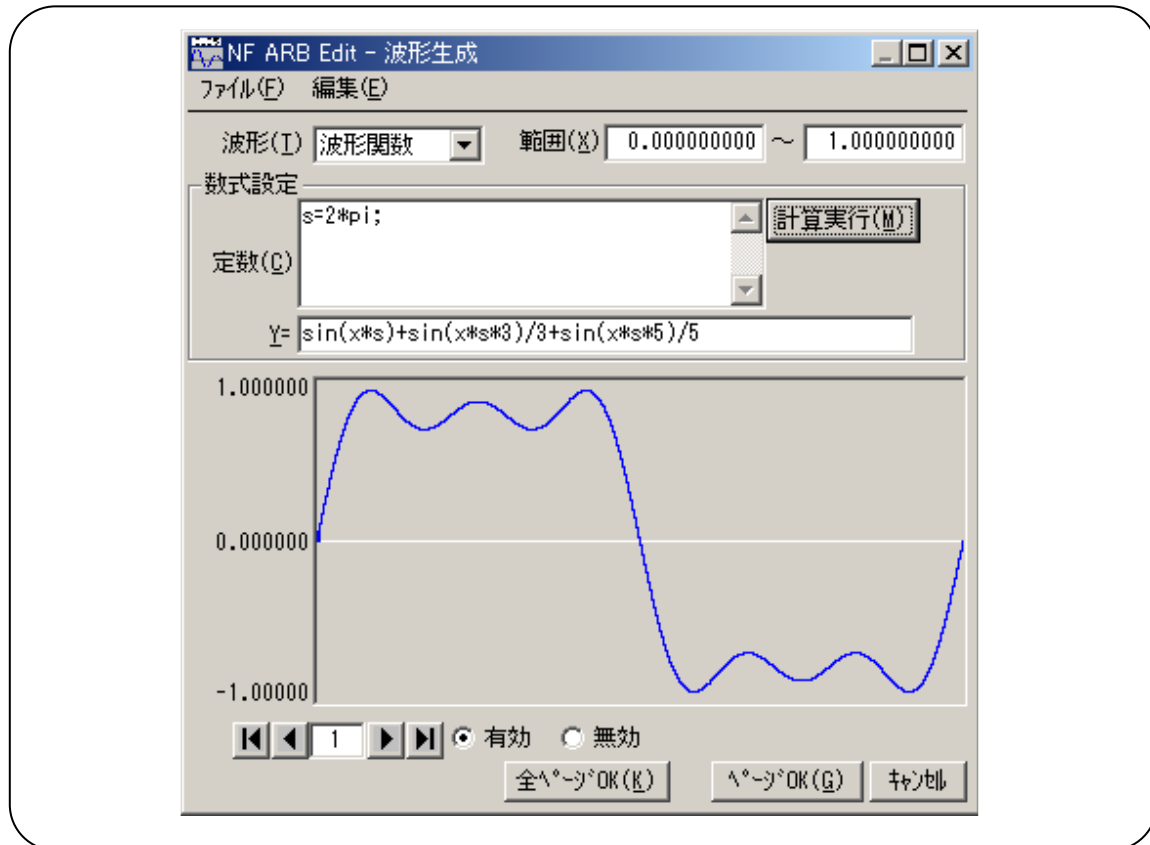 NF ARB Edit - 波形生成
ﾌｧｲﾙ(F) 編集(E)
波形(T) 波形関数 範囲(X) 0.000000000 ～ 1.000000000
数式設定
s=2*pi;
計算実行(M)
定数(C)
Y= sin(x*s)+sin(x*s*3)/3+sin(x*s*5)/5
1.000000
0.000000
-1.00000
1 有効 無効
全ﾍﾟｰｼﾞOK(K) ﾍﾟｰｼﾞOK(G) ｷｬﾝｾﾙ